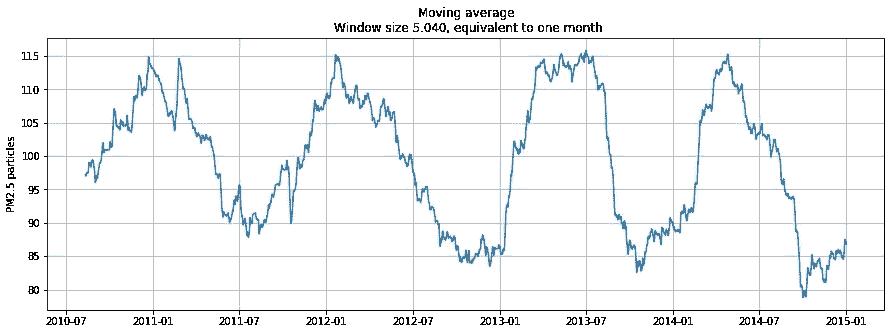 Moving average
Window size 5.040, equivalent to one month
PM2.5 particles
115
110
105
100
95
90
85
80
2010-07 2011-01 2011-07 2012-01 2012-07 2013-01 2013-07 2014-01 2014-07 2015-01